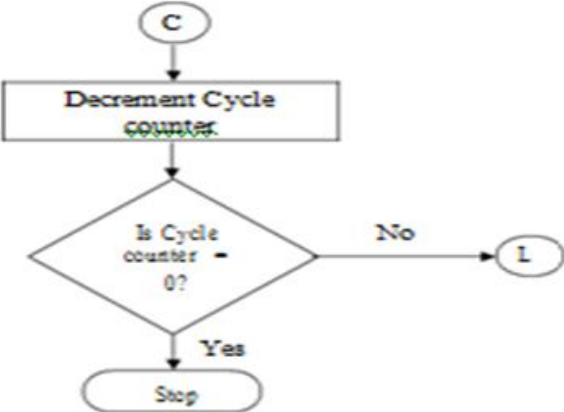 C
Decrement Cycle
counter
Is Cycle
counter =
0?
No
L
Yes
Stop